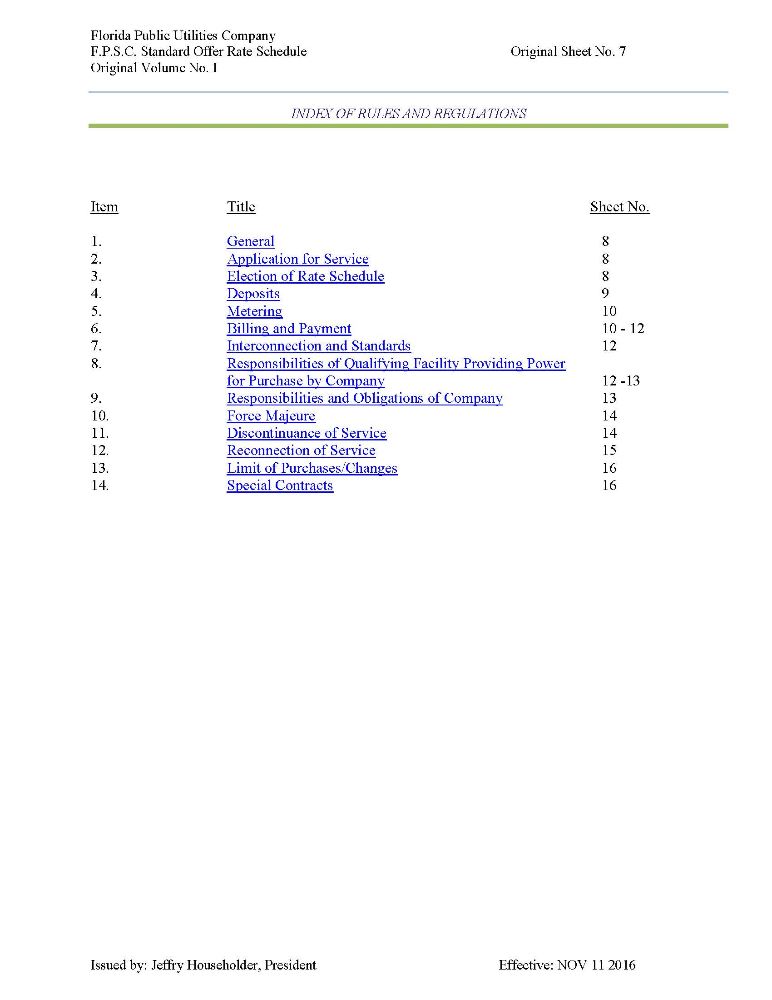 Florida Public Utilities Company
F.P.S.C. Standard Offer Rate Schedule Original Sheet No. 7
Original Volume No. I
INDEX OF RULES AND REGULATIONS
Item Title Sheet No.
1. General 8
2. Application for Service 8
3. Election of Rate Schedule 8
4. Deposits 9
5. Metering 10
6. Billing and Payment 10 - 12
7. Interconnection and Standards 12
8. Responsibilities of Qualifying Facility Providing Power
for Purchase by Company 12 -13
9. Responsibilities and Obligations of Company 13
10. Force Majeure 14
11. Discontinuance of Service 14
12. Reconnection of Service 15
13. Limit of Purchases/Changes 16
14. Special Contracts 16
Issued by: Jeffry Householder, President Effective: NOV 11 2016